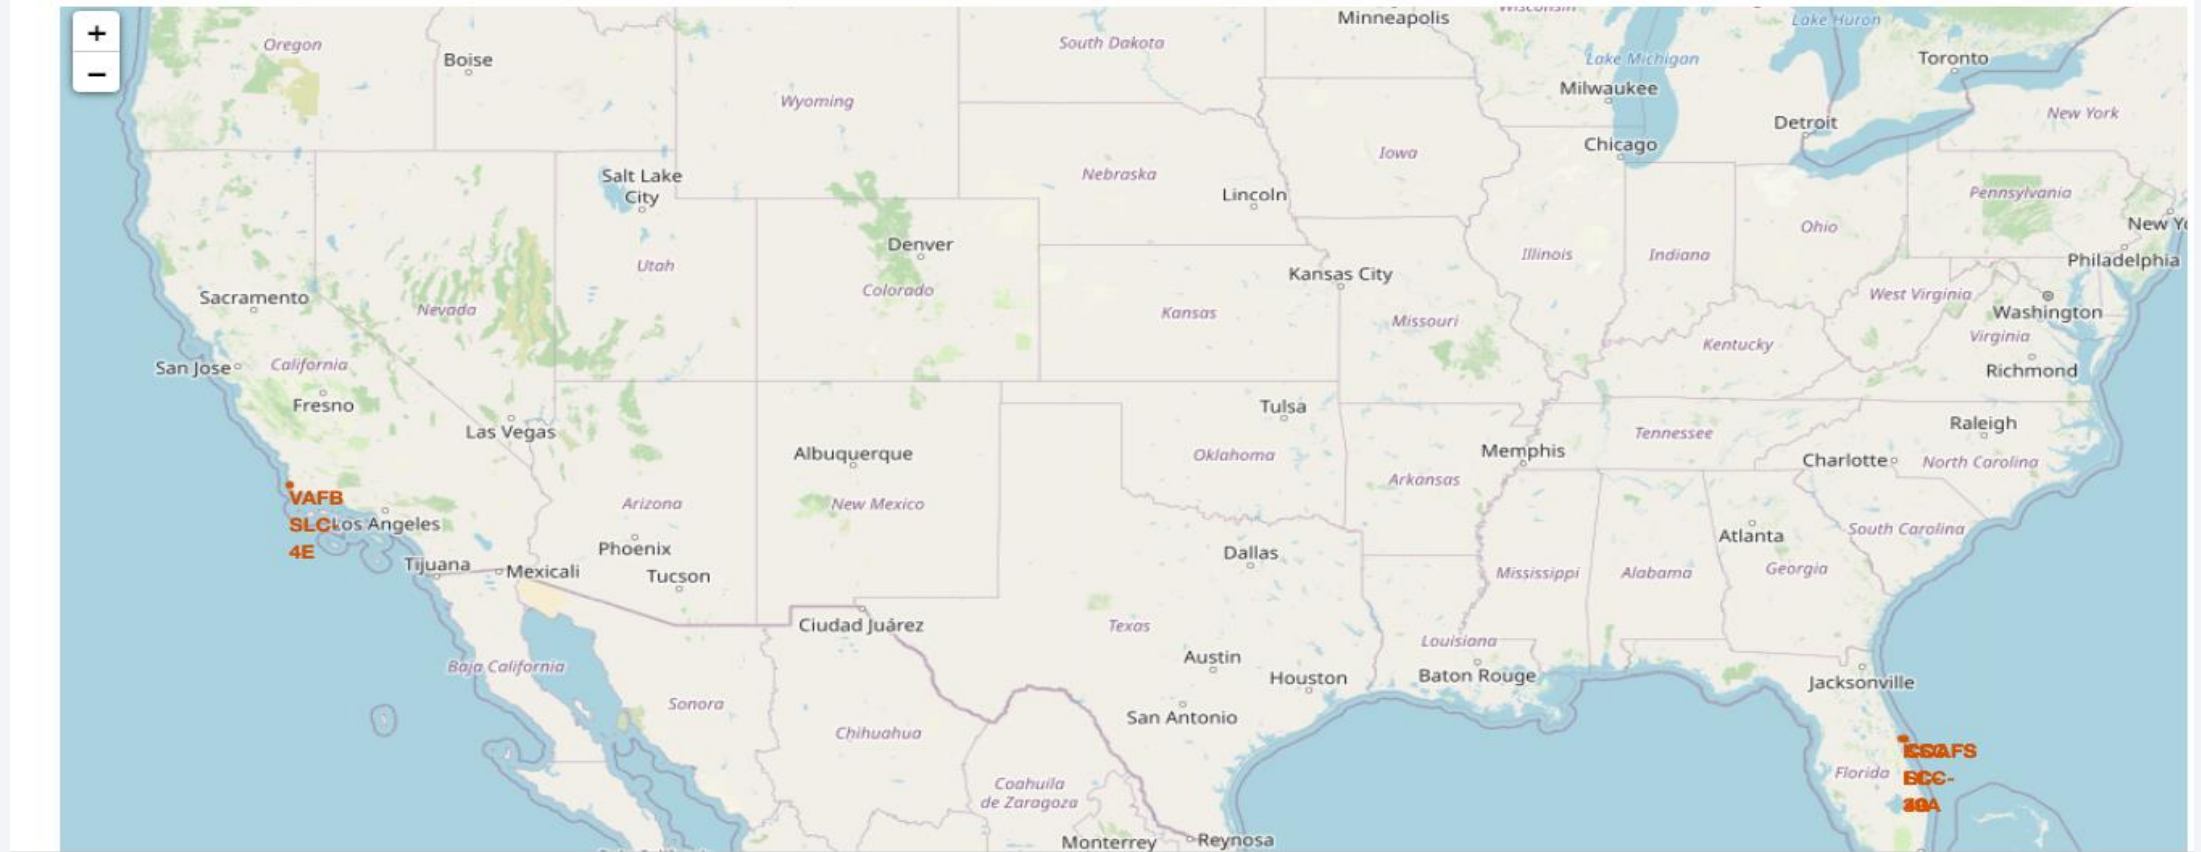 +
−
Oregon
Boise
South Dakota
Minneapolis
Wisconsin
Lake Huron
Lake Michigan
Toronto
Wyoming
Milwaukee
New York
Detroit
Chicago
Iowa
Salt Lake
City
Nebraska
Lincoln
Pennsylvania
New Yo
Ohio
Denver
Utah
Illinois
Indiana
Philadelphia
Kansas City
Colorado
Sacramento
Nevada
West Virginia
Washington
Kansas
Missouri
Virginia
Kentucky
San Jose
California
Richmond
Fresno
Tulsa
Las Vegas
Raleigh
Tennessee
Albuquerque
Oklahoma
Memphis
Charlotte
North Carolina
Arkansas
VAFB
SLC-
4E
Los Angeles
Arizona
New Mexico
South Carolina
Atlanta
Phoenix
Dallas
Tijuana
Mexicali
Tucson
Mississippi
Alabama
Georgia
Ciudad Juárez
Texas
Louisiana
Austin
Baja California
Houston
Baton Rouge
Jacksonville
Sonora
San Antonio
Chihuahua
Florida
Coahuila
de Zaragoza
Monterrey
Reynosa